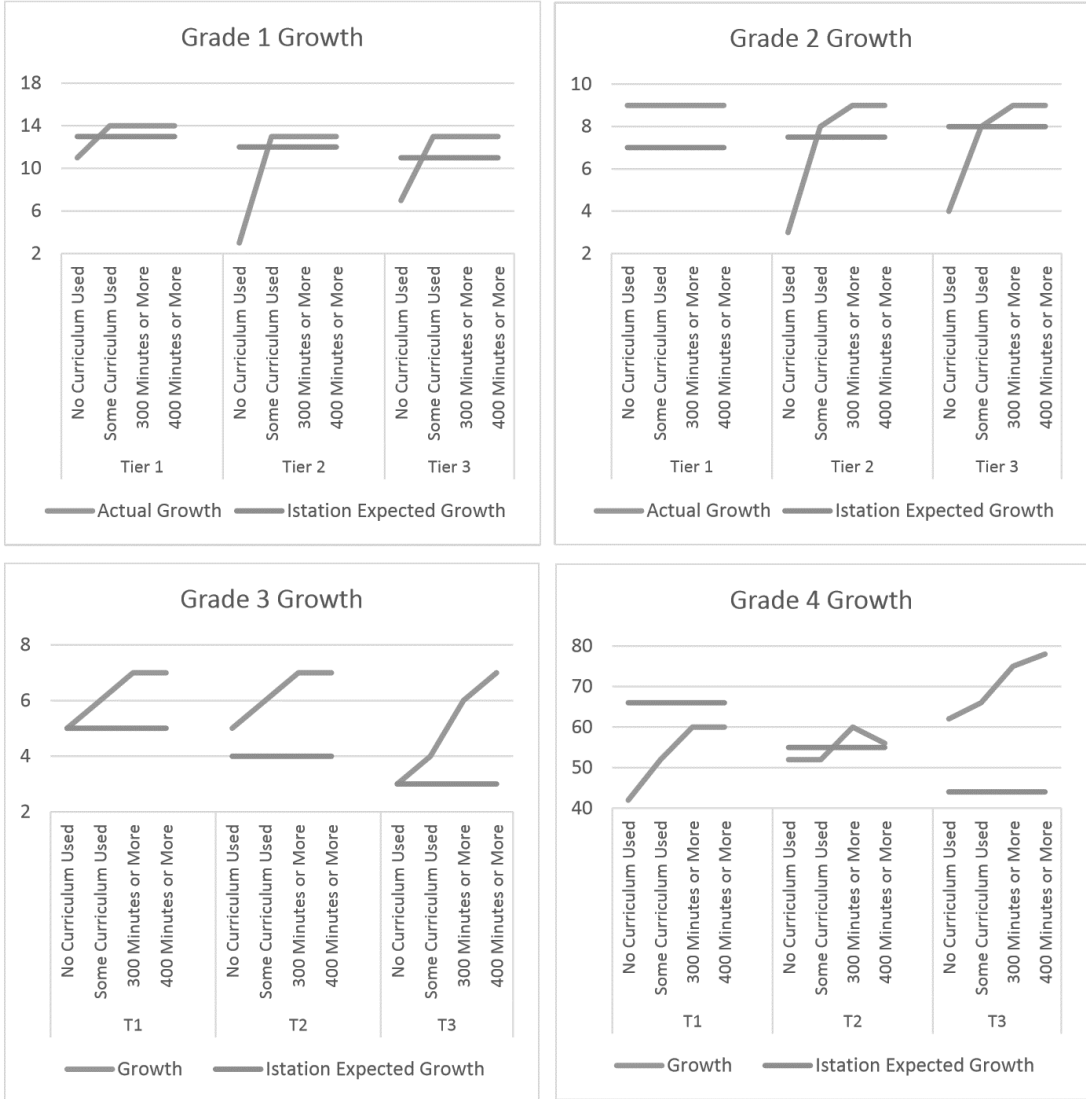 Grade 1 Growth
18
14
10
6
2
No Curriculum Used
Some Curriculum Used
300 Minutes or More
400 Minutes or More
No Curriculum Used
Some Curriculum Used
300 Minutes or More
400 Minutes or More
No Curriculum Used
Some Curriculum Used
300 Minutes or More
400 Minutes or More
Tier 1 Tier 2 Tier 3
Actual Growth Istation Expected Growth
Grade 2 Growth
10
8
6
4
2
No Curriculum Used
Some Curriculum Used
300 Minutes or More
400 Minutes or More
No Curriculum Used
Some Curriculum Used
300 Minutes or More
400 Minutes or More
No Curriculum Used
Some Curriculum Used
300 Minutes or More
400 Minutes or More
Tier 1 Tier 2 Tier 3
Actual Growth Istation Expected Growth
Grade 3 Growth
8
6
4
2
No Curriculum Used
Some Curriculum Used
300 Minutes or More
400 Minutes or More
No Curriculum Used
Some Curriculum Used
300 Minutes or More
400 Minutes or More
No Curriculum Used
Some Curriculum Used
300 Minutes or More
400 Minutes or More
T1 T2 T3
Growth Istation Expected Growth
Grade 4 Growth
80
70
60
50
40
No Curriculum Used
Some Curriculum Used
300 Minutes or More
400 Minutes or More
No Curriculum Used
Some Curriculum Used
300 Minutes or More
400 Minutes or More
No Curriculum Used
Some Curriculum Used
300 Minutes or More
400 Minutes or More
T1 T2 T3
Growth Istation Expected Growth